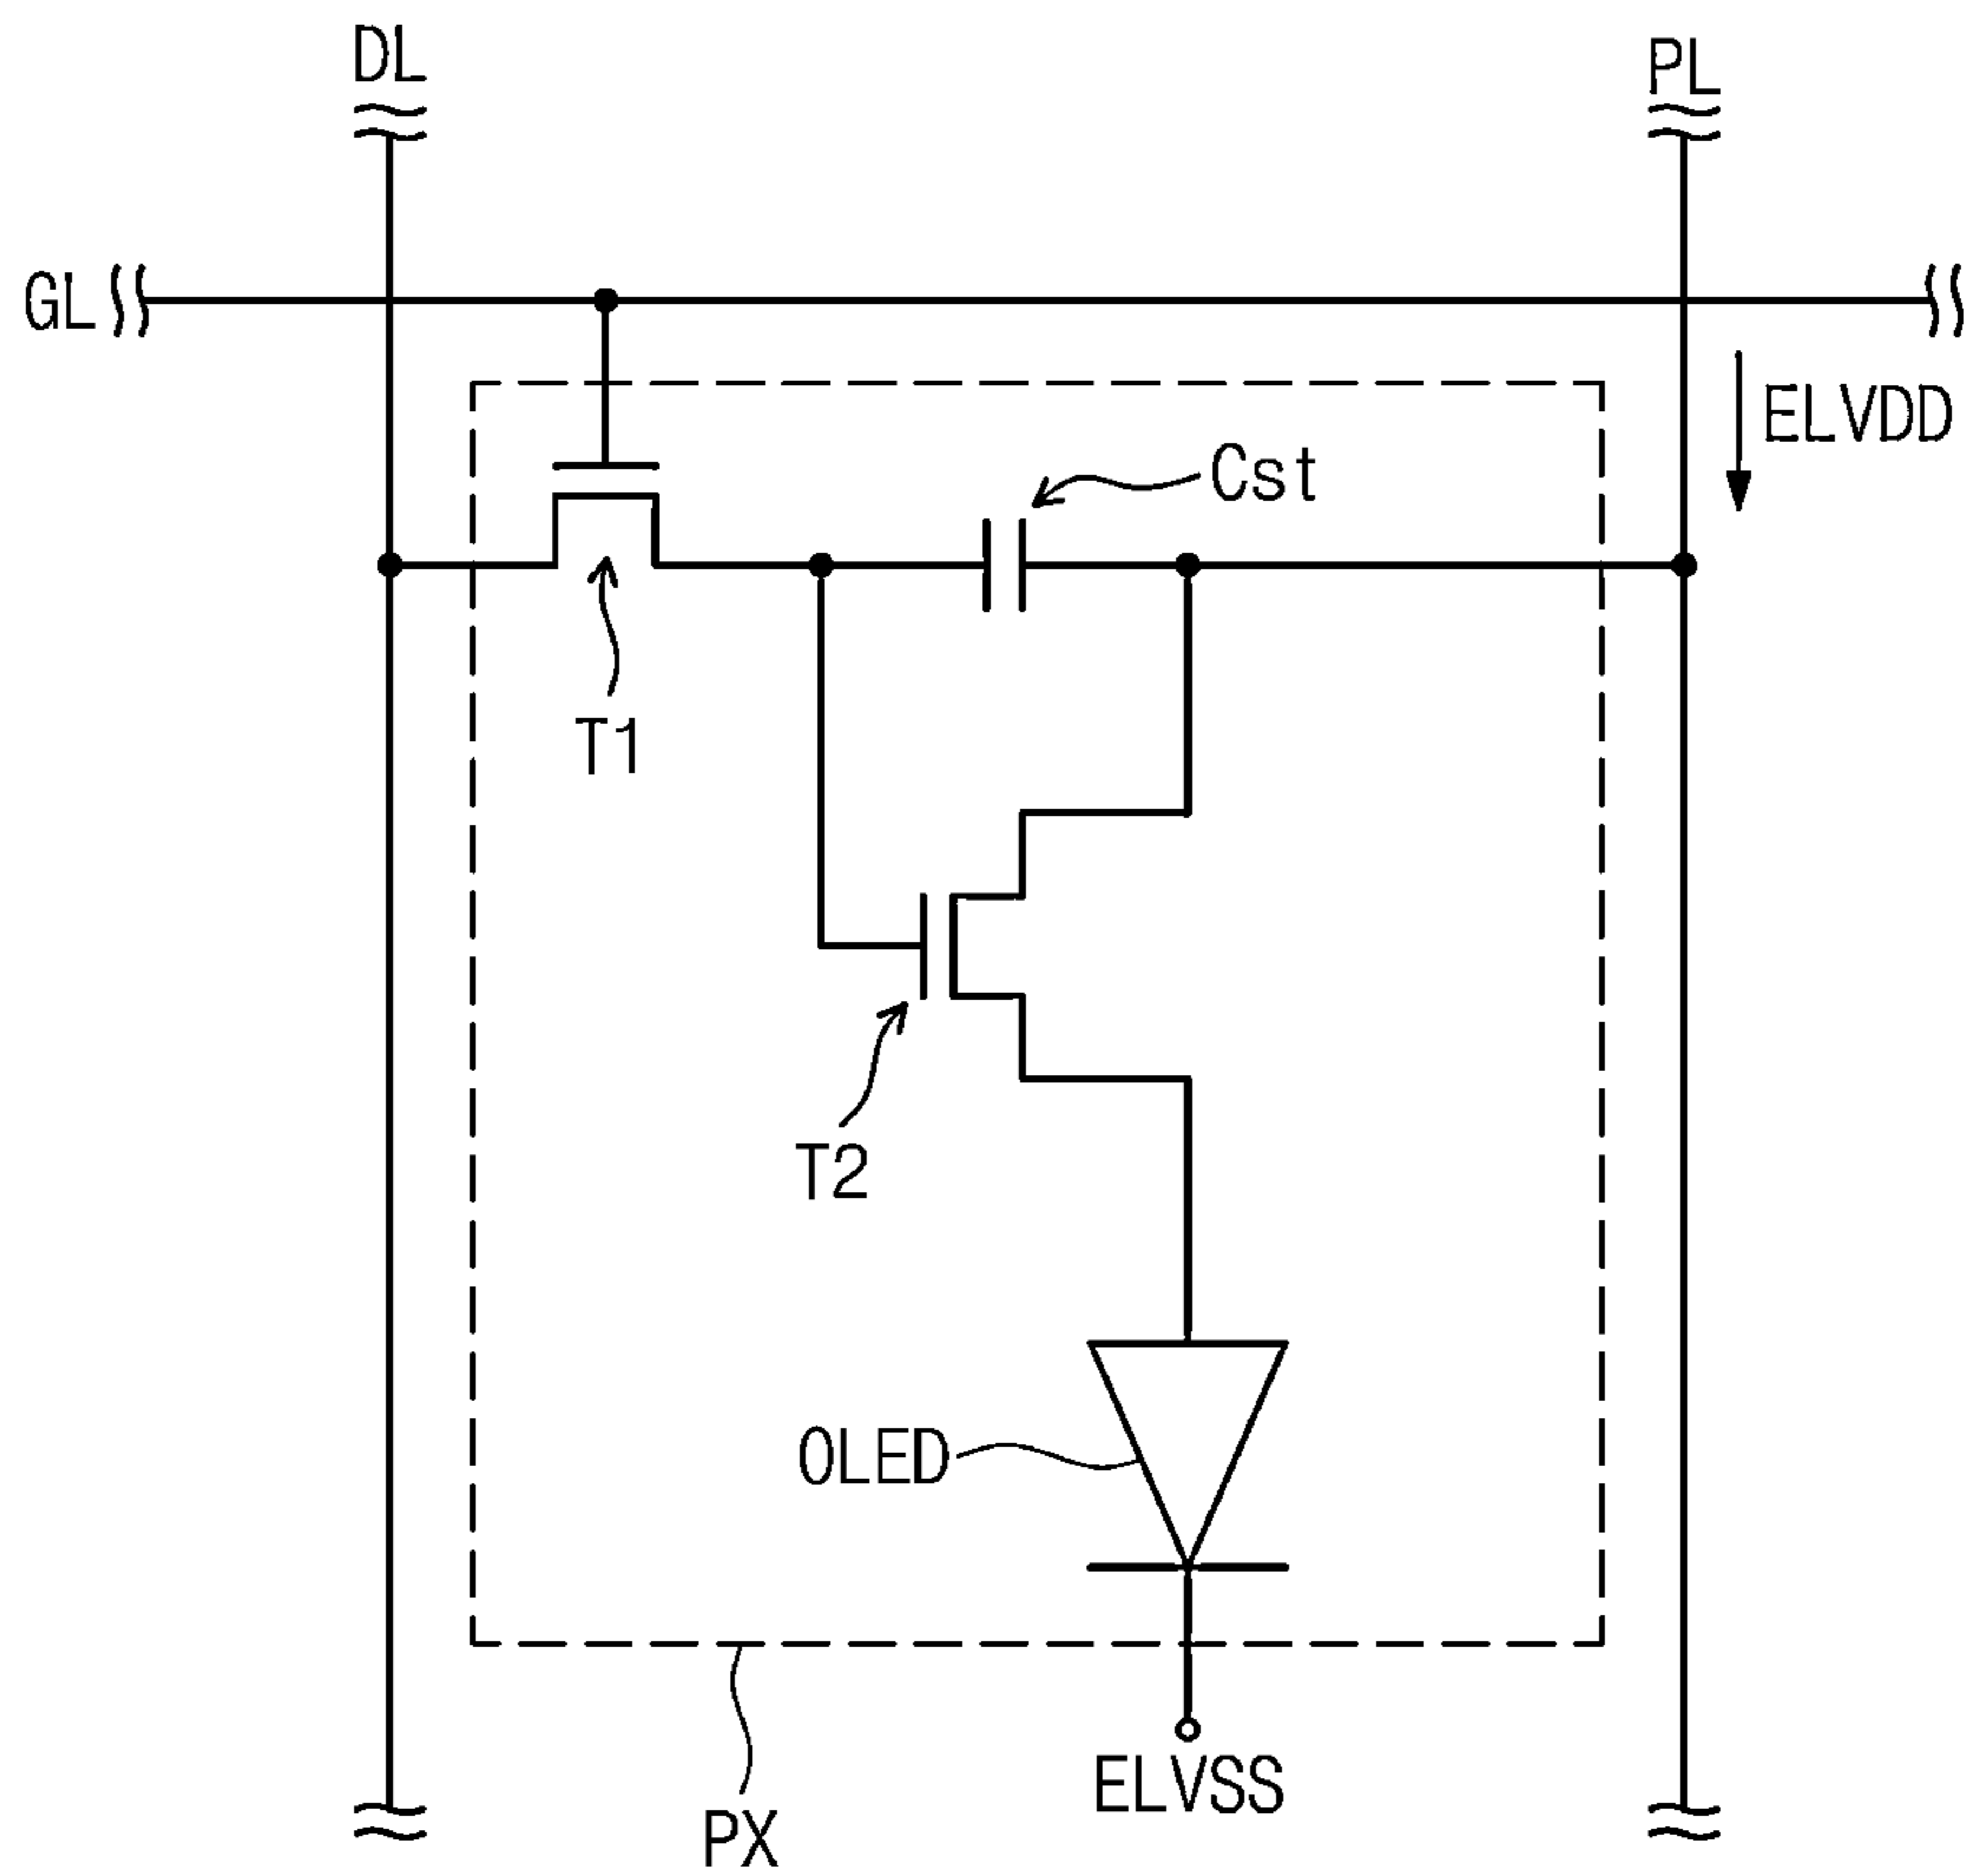 DL
PL
GL
ELVDD
Cst
T1
T2
OLED
ELVSS
PX